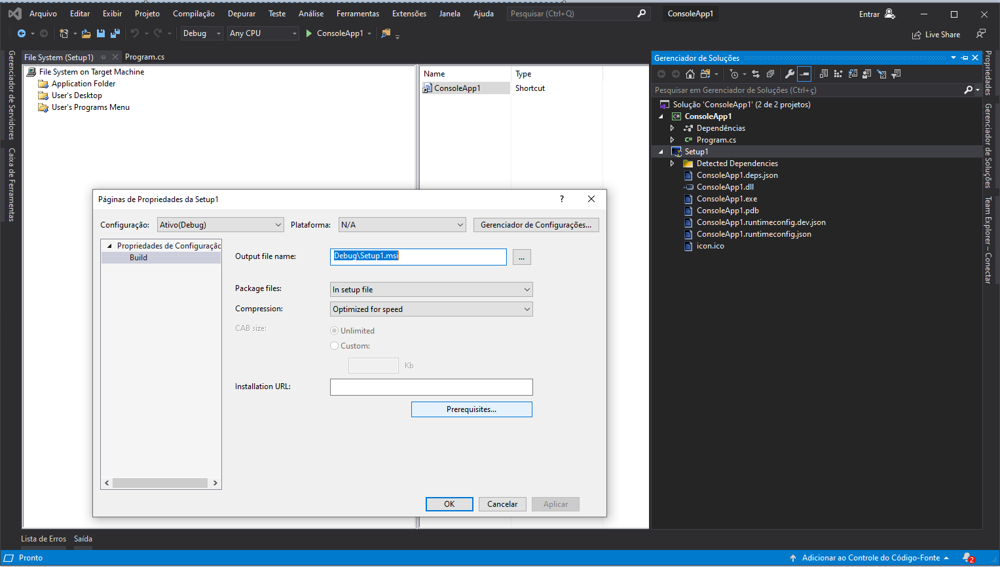 Arquivo Editar Exibir Projeto Compilação Depurar Teste Análise Ferramentas Extensões Janela Ajuda Pesquisar (Ctrl+Q) ConsoleApp1 Entrar
Debug Any CPU ConsoleApp1 Live Share
Gerenciador de Servidores
Caixa de Ferramentas
File System (Setup1) Program.cs
File System on Target Machine
Application Folder
User's Desktop
User's Programs Menu
Name Type
ConsoleApp1 Shortcut
Gerenciador de Soluções
Pesquisar em Gerenciador de Soluções (Ctrl+ç)
Solução 'ConsoleApp1' (2 de 2 projetos)
ConsoleApp1
Dependências
C# Program.cs
Setup1
Detected Dependencies
ConsoleApp1.deps.json
ConsoleApp1.dll
ConsoleApp1.exe
ConsoleApp1.pdb
ConsoleApp1.runtimeconfig.dev.json
ConsoleApp1.runtimeconfig.json
icon.ico
Propriedades
Gerenciador de Soluções
Team Explorer – Conectar
Páginas de Propriedades da Setup1 ?
Configuração: Ativo(Debug) Plataforma: N/A Gerenciador de Configurações...
Propriedades de Configuraçãc
Build
Output file name: Debug\Setup1.msi ...
Package files: In setup file
Compression: Optimized for speed
CAB size: Unlimited
Custom:
Kb
Installation URL:
Prerequisites...
OK Cancelar Aplicar
Lista de Erros Saída
Pronto Adicionar ao Controle do Código-Fonte 2